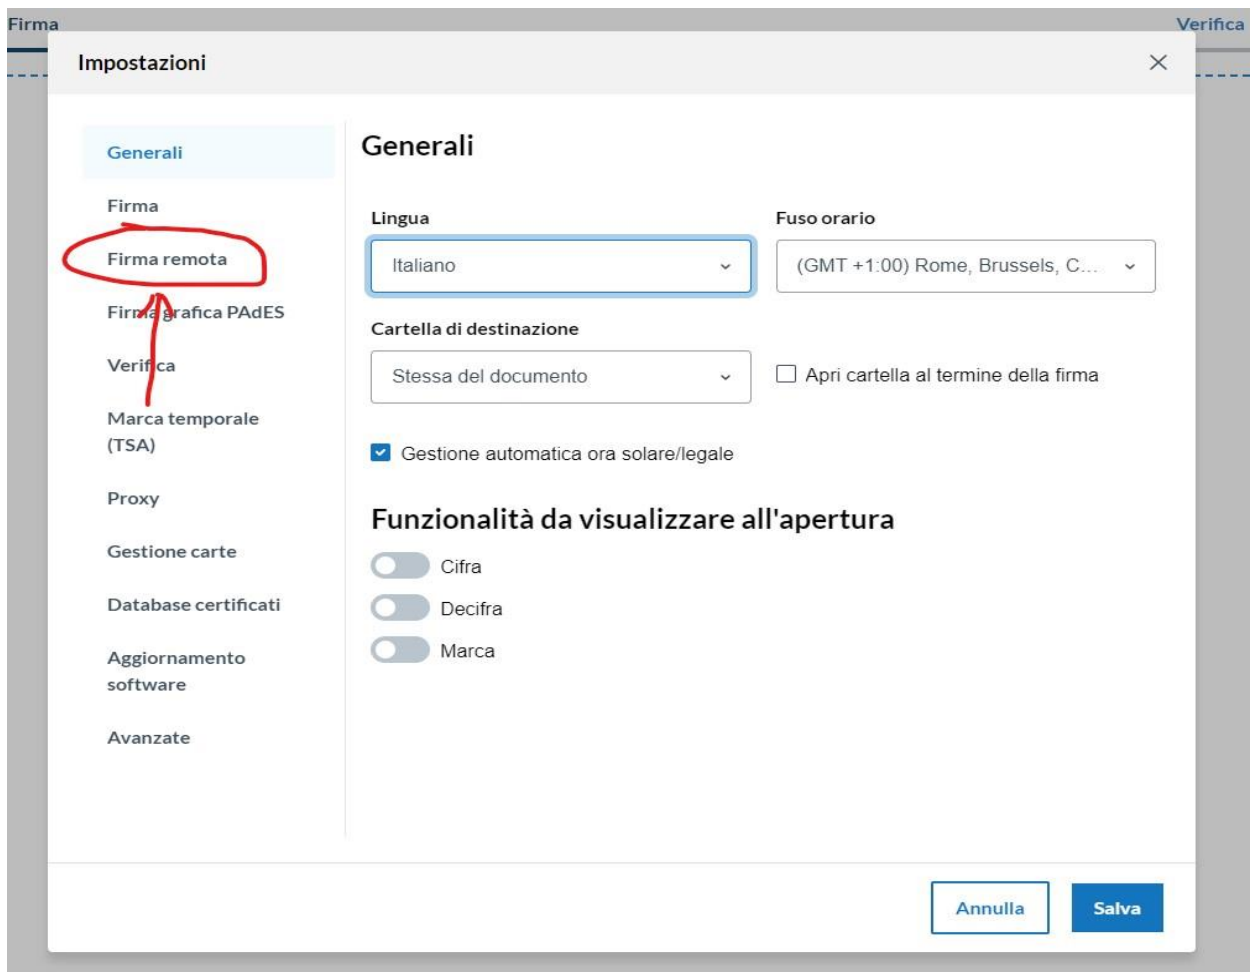 Firma
Verifica
Impostazioni
Generali
Firma
Firma remota
Firma grafica PAdES
Verifica
Marca temporale
(TSA)
Proxy
Gestione carte
Database certificati
Aggiornamento
software
Avanzate
Generali
Lingua
Fuso orario
Italiano
(GMT +1:00) Rome, Brussels, C...
Cartella di destinazione
Stessa del documento
Apri cartella al termine della firma
Gestione automatica ora solare/legale
Funzionalità da visualizzare all'apertura
Cifra
Decifra
Marca
Annulla
Salva